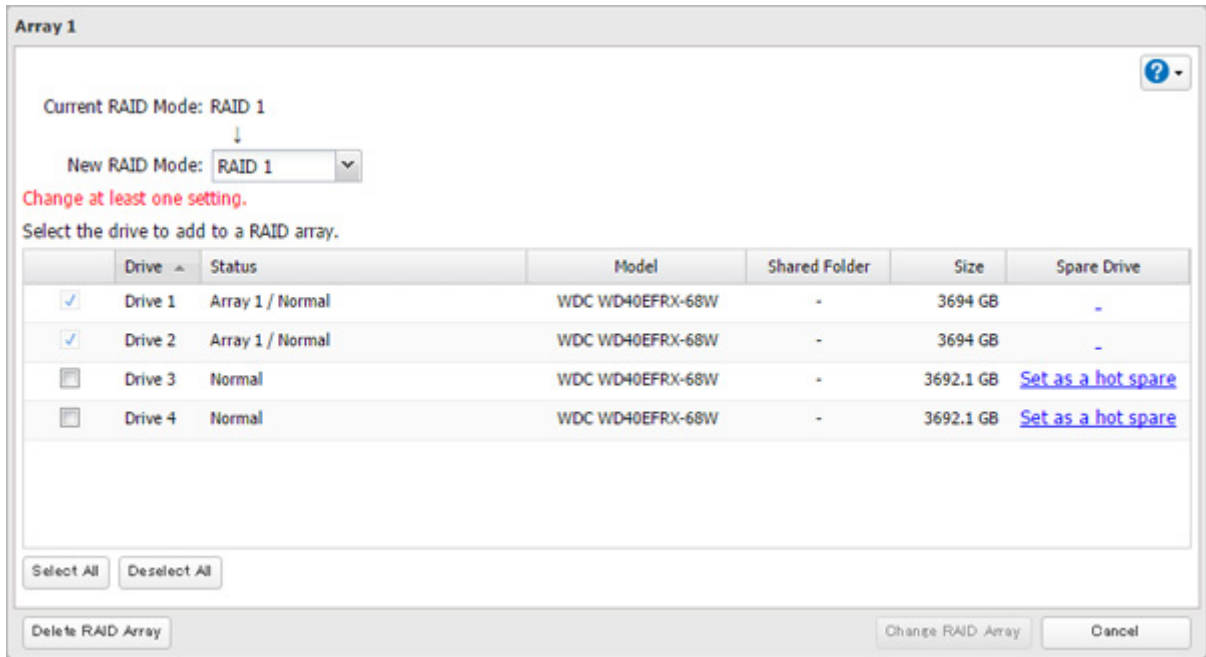 Array 1
?
Current RAID Mode: RAID 1
↓
New RAID Mode: RAID 1
Change at least one setting.
Select the drive to add to a RAID array.
Drive Status Model Shared Folder Size Spare Drive
Drive 1 Array 1 / Normal WDC WD40EFRX-68W - 3694 GB -
Drive 2 Array 1 / Normal WDC WD40EFRX-68W - 3694 GB -
Drive 3 Normal WDC WD40EFRX-68W - 3692.1 GB Set as a hot spare
Drive 4 Normal WDC WD40EFRX-68W - 3692.1 GB Set as a hot spare
Select All Deselect All
Delete RAID Array Change RAID Array Cancel